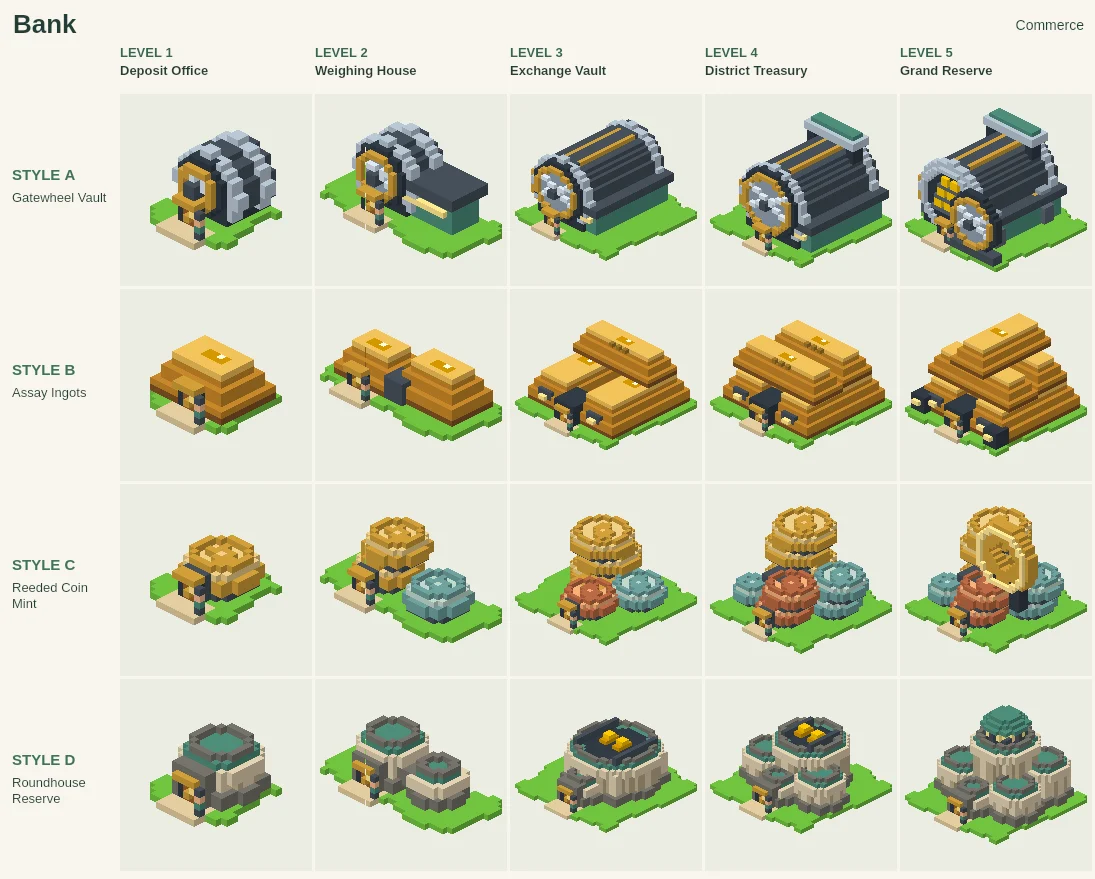 Bank
Commerce
LEVEL 1
Deposit Office
LEVEL 2
Weighing House
LEVEL 3
Exchange Vault
LEVEL 4
District Treasury
LEVEL 5
Grand Reserve
STYLE A
Gatewheel Vault
STYLE B
Assay Ingots
STYLE C
Reeded Coin
Mint
STYLE D
Roundhouse
Reserve